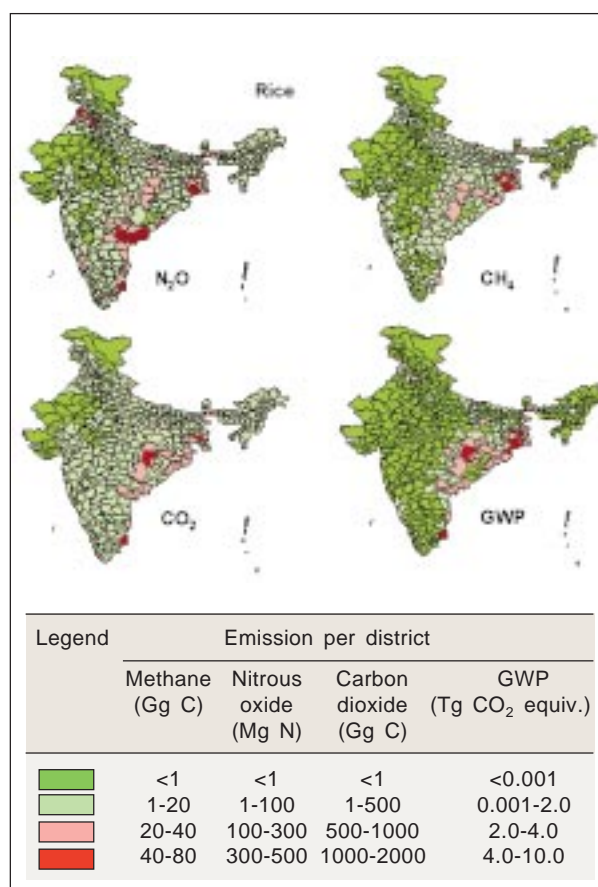 Rice
N₂O
CH₄
CO₂
GWP
Legend Emission per district
Methane Nitrous Carbon GWP
(Gg C) oxide dioxide (Tg CO₂ equiv.)
(Mg N) (Gg C)
<1 <1 <1 <0.001
1-20 1-100 1-500 0.001-2.0
20-40 100-300 500-1000 2.0-4.0
40-80 300-500 1000-2000 4.0-10.0